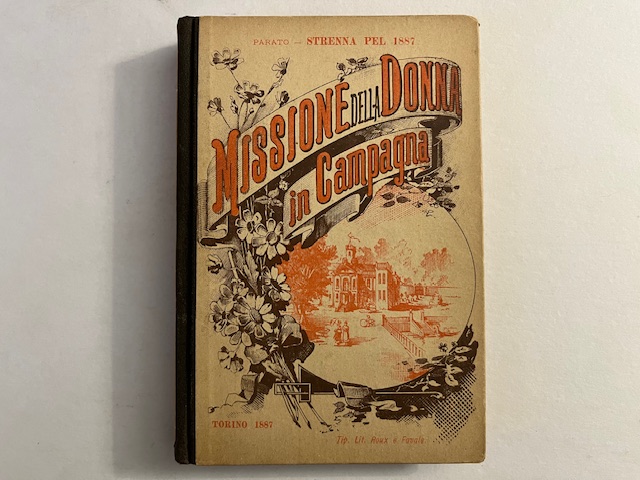 PARATO — STRENNA PEL 1887
MISSIONE DELLA DONNA
in Campagna
TORINO 1887
Tip. Lit. Roux e Favale